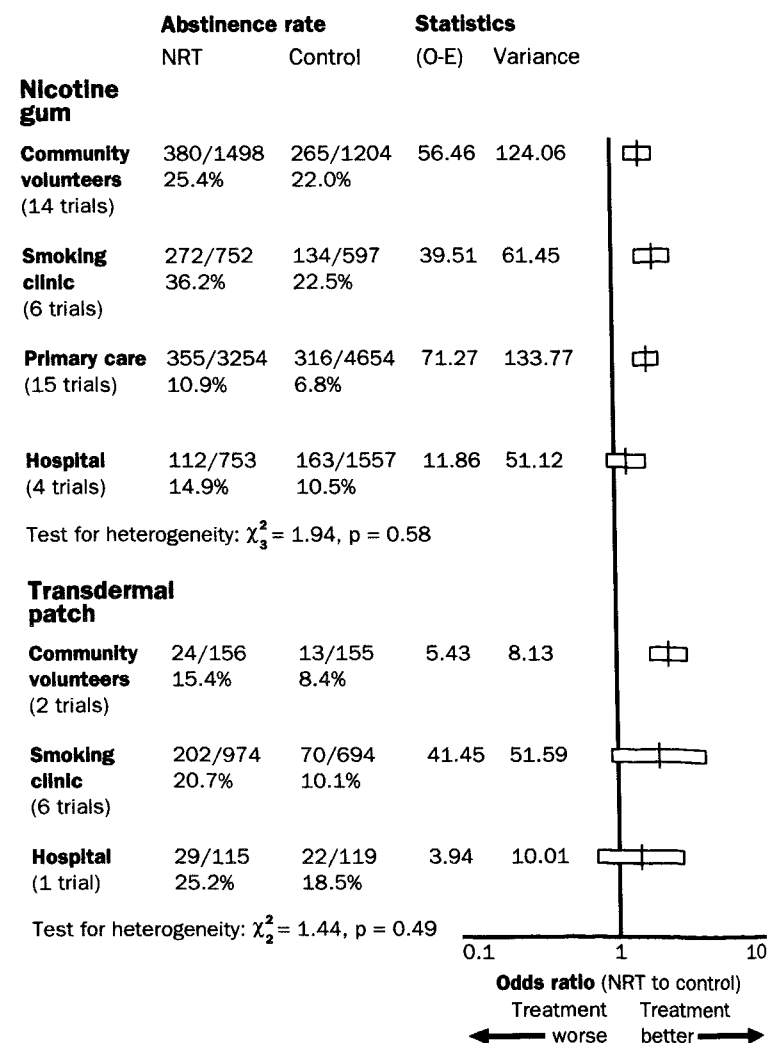 Abstinence rate Statistics
NRT Control (O-E) Variance
Nicotine
gum
Community 380/1498 265/1204 56.46 124.06
volunteers 25.4% 22.0%
(14 trials)
Smoking 272/752 134/597 39.51 61.45
clinic 36.2% 22.5%
(6 trials)
Primary care 355/3254 316/4654 71.27 133.77
(15 trials) 10.9% 6.8%
Hospital 112/753 163/1557 11.86 51.12
(4 trials) 14.9% 10.5%
Test for heterogeneity: χ²₃ = 1.94, p = 0.58
Transdermal
patch
Community 24/156 13/155 5.43 8.13
volunteers 15.4% 8.4%
(2 trials)
Smoking 202/974 70/694 41.45 51.59
clinic 20.7% 10.1%
(6 trials)
Hospital 29/115 22/119 3.94 10.01
(1 trial) 25.2% 18.5%
Test for heterogeneity: χ²₂ = 1.44, p = 0.49
0.1 1 10
Odds ratio (NRT to control)
Treatment Treatment
worse better